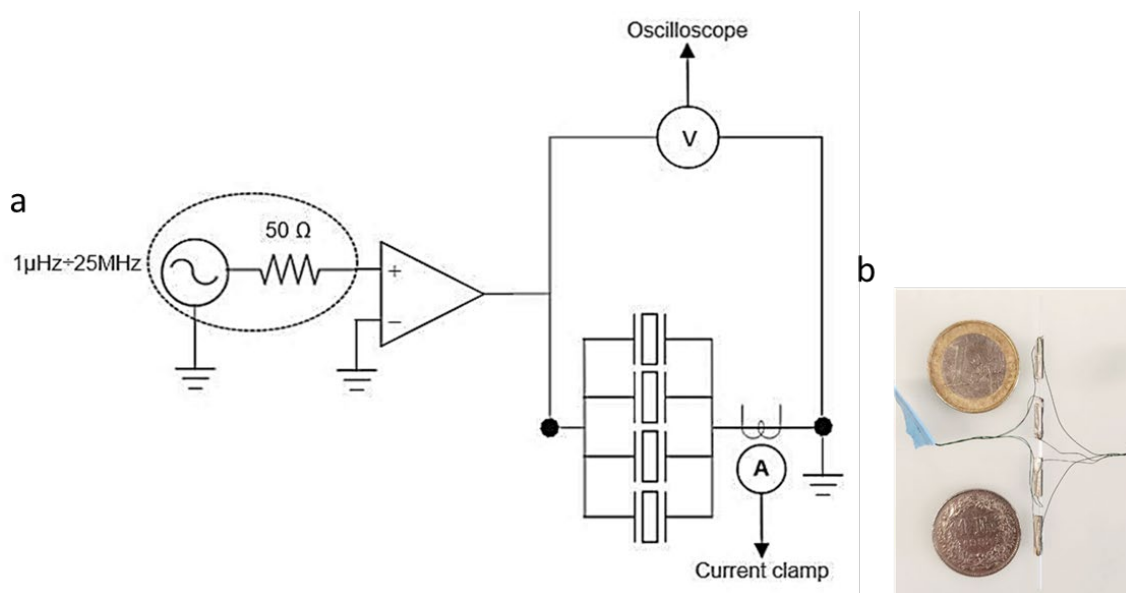 Oscilloscope
V
a
50 Ω
1µHz÷25MHz
+
−
b
A
Current clamp